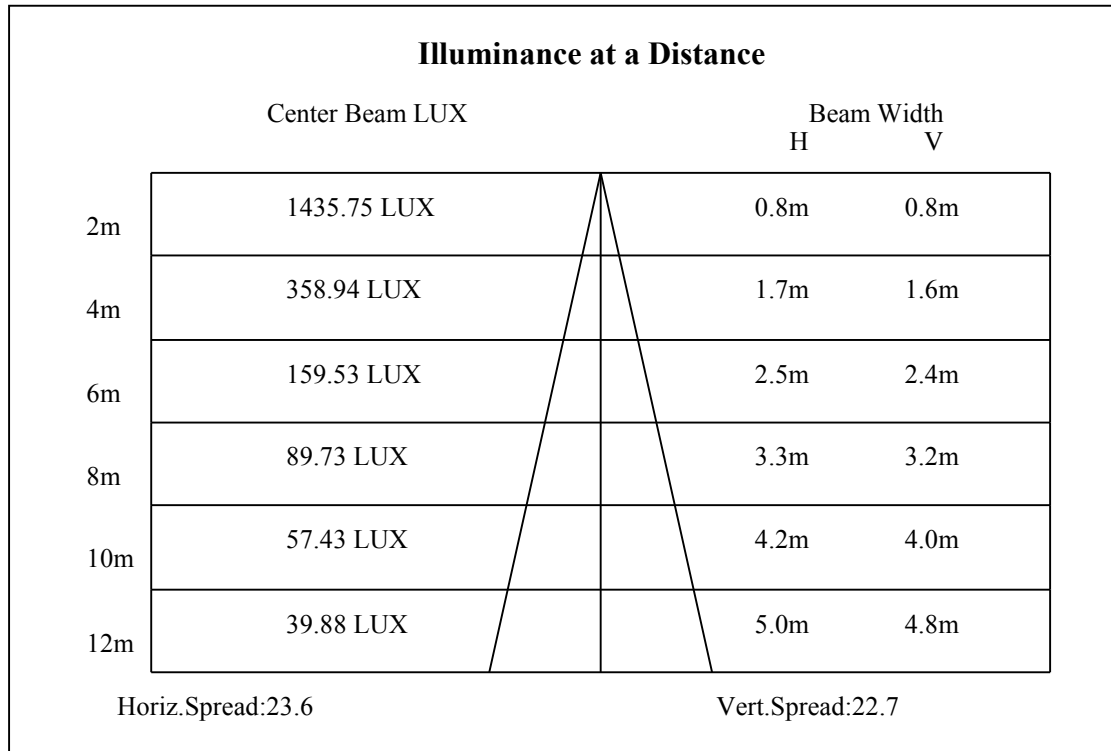 Illuminance at a Distance
Center Beam LUX Beam Width
H V
2m 1435.75 LUX 0.8m 0.8m
4m 358.94 LUX 1.7m 1.6m
6m 159.53 LUX 2.5m 2.4m
8m 89.73 LUX 3.3m 3.2m
10m 57.43 LUX 4.2m 4.0m
12m 39.88 LUX 5.0m 4.8m
Horiz.Spread:23.6 Vert.Spread:22.7